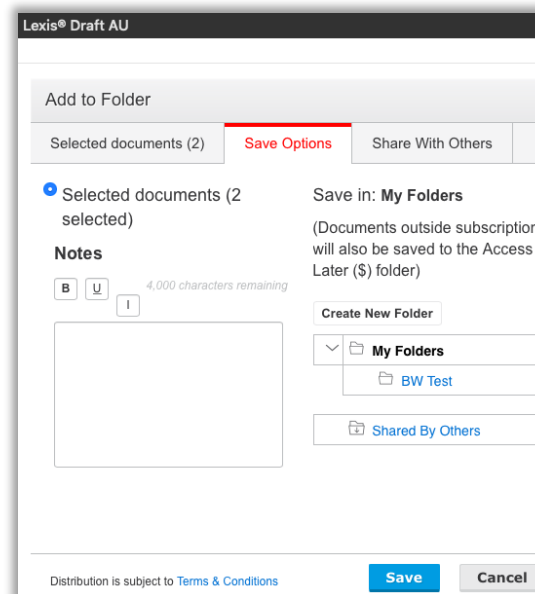 Lexis® Draft AU
Add to Folder
Selected documents (2)
Save Options
Share With Others
Selected documents (2
selected)
Notes
B U 4,000 characters remaining
I
Save in: My Folders
(Documents outside subscription
will also be saved to the Access
Later ($) folder)
Create New Folder
My Folders
BW Test
Shared By Others
Distribution is subject to Terms & Conditions
Save
Cancel